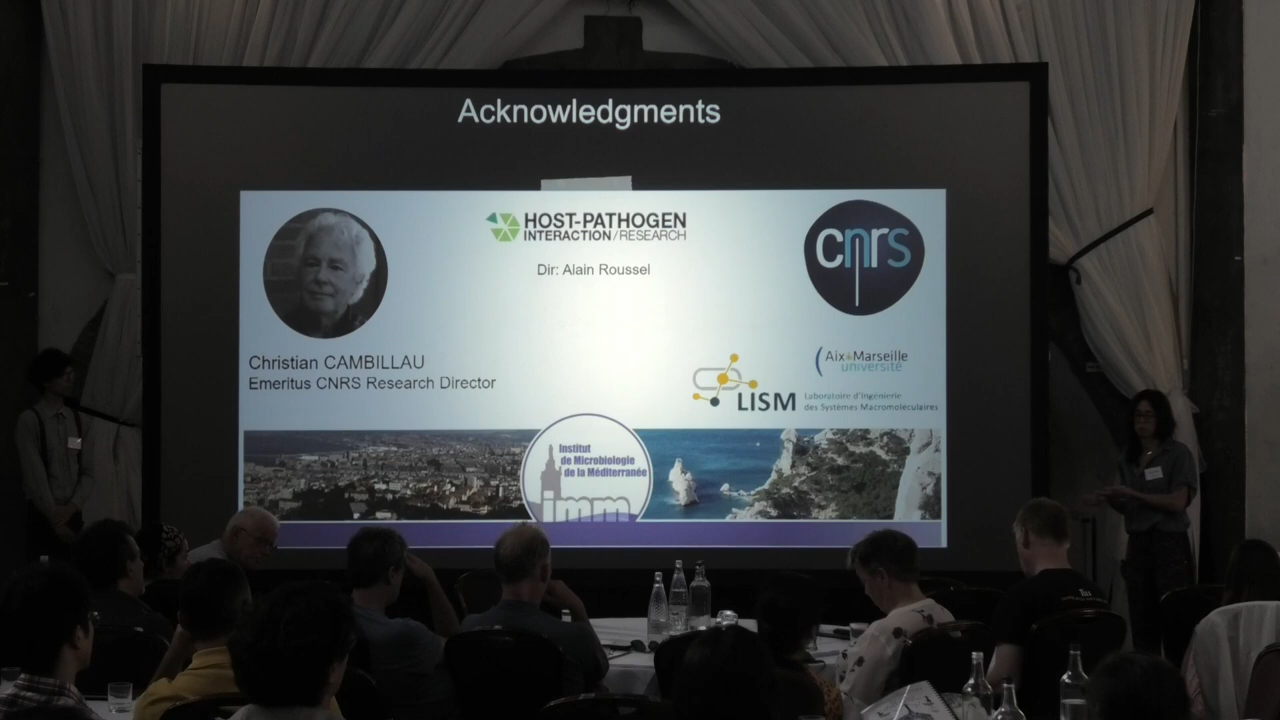 Acknowledgments
HOST-PATHOGEN
INTERACTION/RESEARCH
Dir: Alain Roussel
cnrs
Christian CAMBILLAU
Emeritus CNRS Research Director
Aix*Marseille
université
LISM
Laboratoire d'Ingénierie
des Systèmes Macromoléculaires
Institut
de Microbiologie
de la Méditerranée
imm